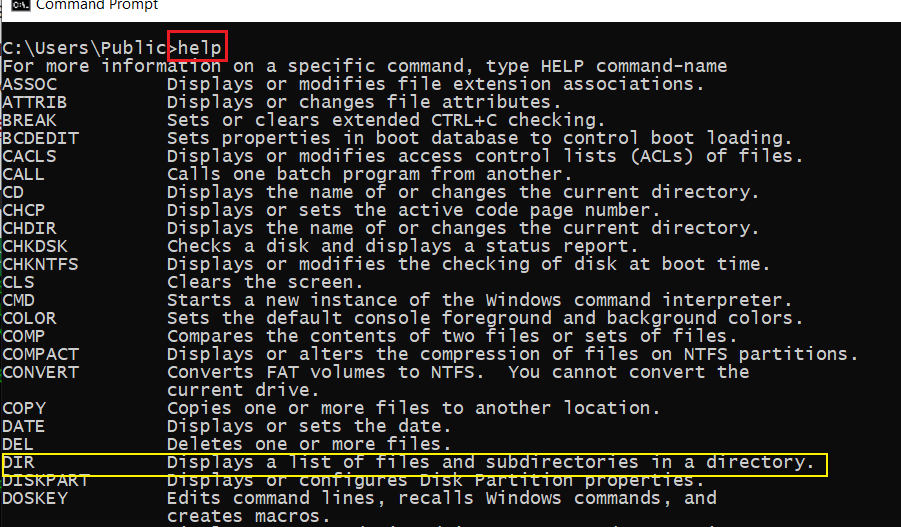 Command Prompt
C:\Users\Public>help
For more information on a specific command, type HELP command-name
ASSOC Displays or modifies file extension associations.
ATTRIB Displays or changes file attributes.
BREAK Sets or clears extended CTRL+C checking.
BCDEDIT Sets properties in boot database to control boot loading.
CACLS Displays or modifies access control lists (ACLs) of files.
CALL Calls one batch program from another.
CD Displays the name of or changes the current directory.
CHCP Displays or sets the active code page number.
CHDIR Displays the name of or changes the current directory.
CHKDSK Checks a disk and displays a status report.
CHKNTFS Displays or modifies the checking of disk at boot time.
CLS Clears the screen.
CMD Starts a new instance of the Windows command interpreter.
COLOR Sets the default console foreground and background colors.
COMP Compares the contents of two files or sets of files.
COMPACT Displays or alters the compression of files on NTFS partitions.
CONVERT Converts FAT volumes to NTFS. You cannot convert the
current drive.
COPY Copies one or more files to another location.
DATE Displays or sets the date.
DEL Deletes one or more files.
DIR Displays a list of files and subdirectories in a directory.
DISKPART Displays or configures Disk Partition properties.
DOSKEY Edits command lines, recalls Windows commands, and
creates macros.